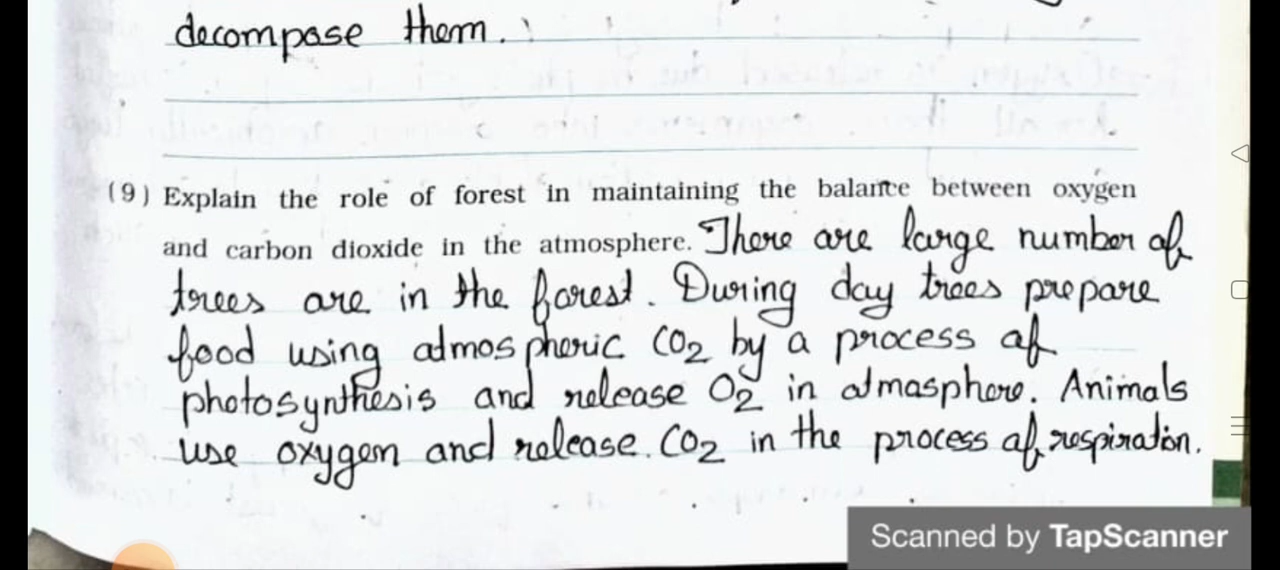 decompose them.
(9) Explain the role of forest in maintaining the balance between oxygen
and carbon dioxide in the atmosphere. There are large number of
trees are in the forest. During day trees prepare
food using atmospheric CO2 by a process of
photosynthesis and release O2 in atmosphere. Animals
use oxygen and release CO2 in the process of respiration.
Scanned by TapScanner